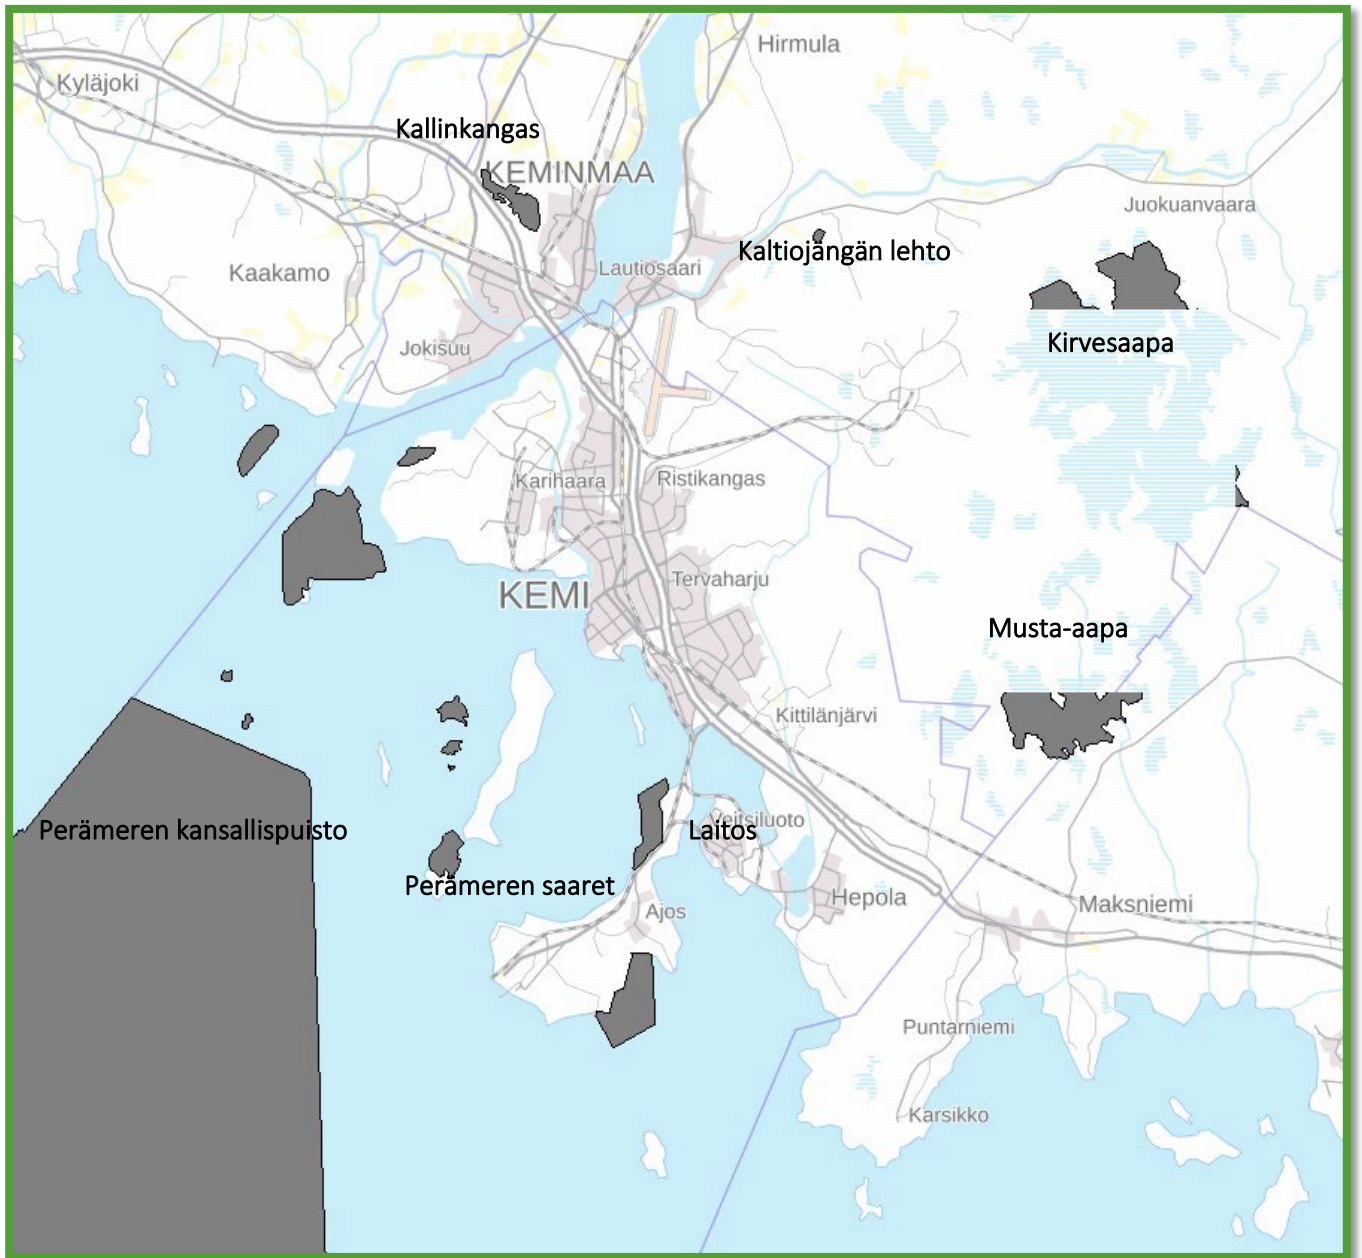 Hirmula
Kyläjoki
Kallinkangas
KEMINMAA
Juokuanvaara
Kaltiojängän lehto
Lautiosaari
Kaakamo
Kirvesaapa
Jokisuu
Karihaara
Ristikangas
Tervaharju
KEMI
Musta-aapa
Kittilänjärvi
Veitsiluoto
Laitos
Perämeren kansallispuisto
Perämeren saaret
Hepola
Maksniemi
Ajos
Puntarniemi
Karsikko